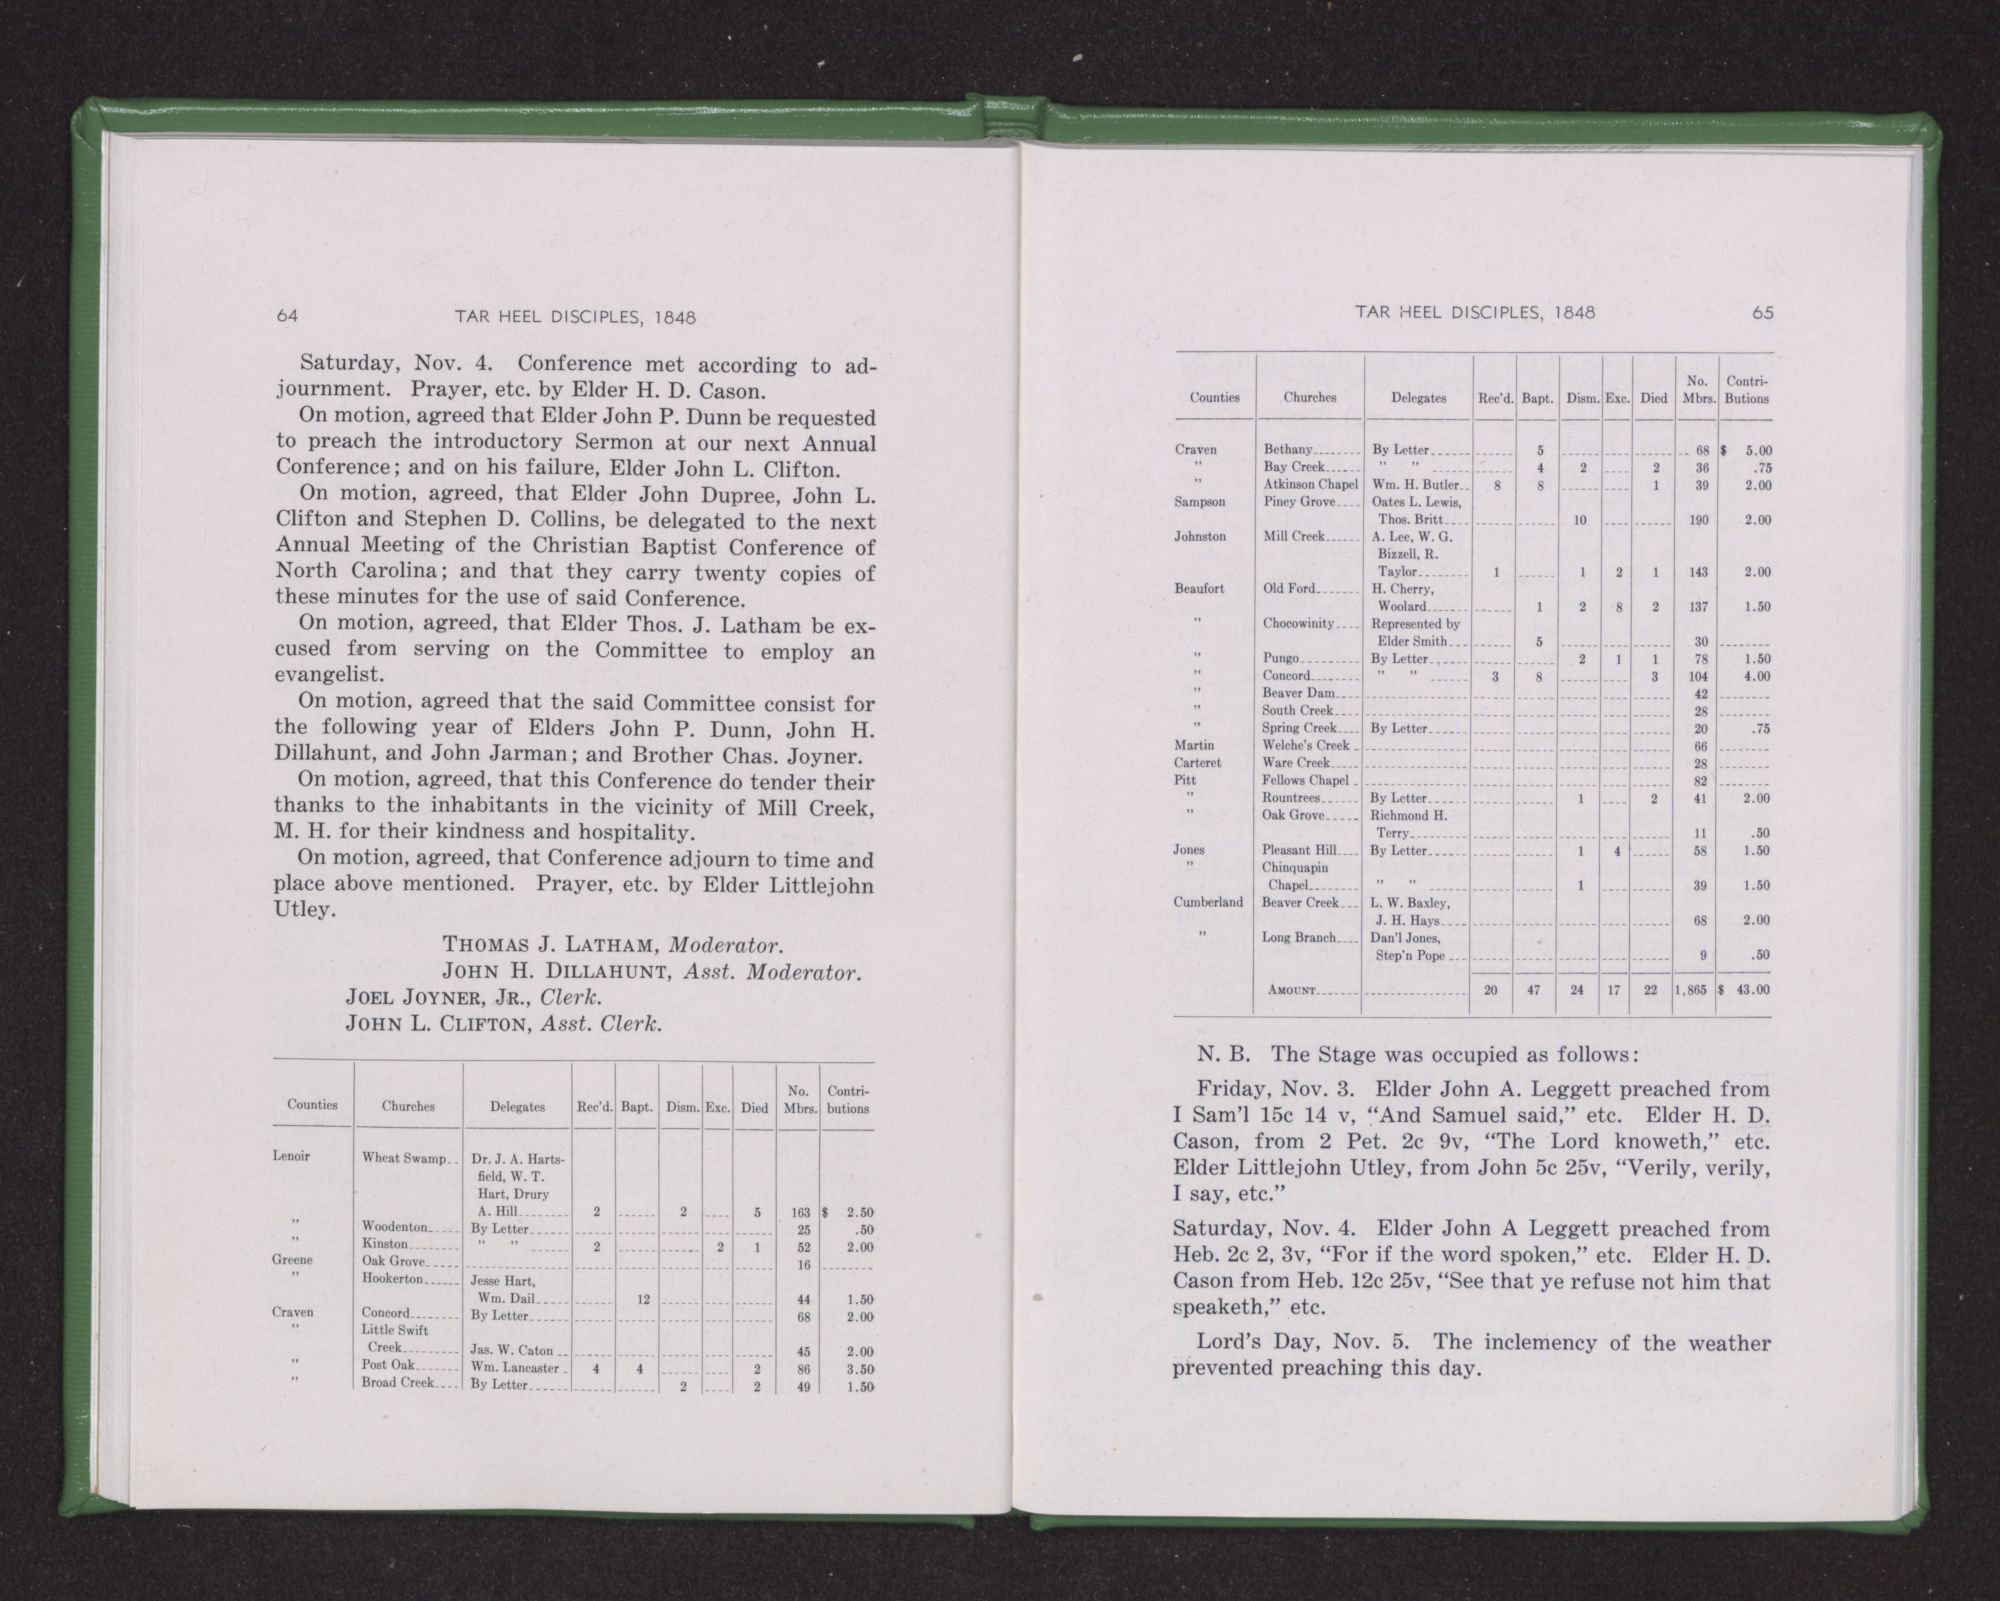 64 TAR HEEL DISCIPLES, 1848
Saturday, Nov. 4. Conference met according to ad-
journment. Prayer, etc. by Elder H. D. Cason.
On motion, agreed that Elder John P. Dunn be requested
to preach the introductory Sermon at our next Annual
Conference; and on his failure, Elder John L. Clifton.
On motion, agreed, that Elder John Dupree, John L.
Clifton and Stephen D. Collins, be delegated to the next
Annual Meeting of the Christian Baptist Conference of
North Carolina; and that they carry twenty copies of
these minutes for the use of said Conference.
On motion, agreed, that Elder Thos. J. Latham be ex-
cused from serving on the Committee to employ an
evangelist.
On motion, agreed that the said Committee consist for
the following year of Elders John P. Dunn, John H.
Dillahunt, and John Jarman; and Brother Chas. Joyner.
On motion, agreed, that this Conference do tender their
thanks to the inhabitants in the vicinity of Mill Creek,
M. H. for their kindness and hospitality.
On motion, agreed, that Conference adjourn to time and
place above mentioned. Prayer, etc. by Elder Littlejohn
Utley.
THOMAS J. LATHAM, Moderator.
JOHN H. DILLAHUNT, Asst. Moderator.
JOEL JOYNER, JR., Clerk.
JOHN L. CLIFTON, Asst. Clerk.
Counties Churches Delegates Rec'd. Bapt. Dism. Exc. Died No. Mbrs. Contri-butions
Lenoir Wheat Swamp Dr. J. A. Harts-
field, W. T.
Hart, Drury
A. Hill 2 2 5 163 $ 2.50
" Woodenton By Letter 25 .50
" Kinston " " 2 2 1 52 2.00
Greene Oak Grove 16
" Hookerton Jesse Hart,
Wm. Dail 12 44 1.50
Craven Concord By Letter 68 2.00
" Little Swift
Creek Jas. W. Caton 45 2.00
" Post Oak Wm. Lancaster 4 4 2 86 3.50
" Broad Creek By Letter 2 2 49 1.50
TAR HEEL DISCIPLES, 1848 65
Counties Churches Delegates Rec'd. Bapt. Dism. Exc. Died No. Mbrs. Contri-Butions
Craven Bethany By Letter 5 68 $ 5.00
" Bay Creek " " 4 2 2 36 .75
" Atkinson Chapel Wm. H. Butler 8 8 1 39 2.00
Sampson Piney Grove Oates L. Lewis,
Thos. Britt 10 190 2.00
Johnston Mill Creek A. Lee, W. G.
Bizzell, R.
Taylor 1 1 2 1 143 2.00
Beaufort Old Ford H. Cherry,
Woolard 1 2 8 2 137 1.50
" Chocowinity Represented by
Elder Smith 5 30
" Pungo By Letter 2 1 1 78 1.50
" Concord " " 3 8 3 104 4.00
" Beaver Dam 42
" South Creek 28
" Spring Creek By Letter 20 .75
Martin Welche's Creek 66
Carteret Ware Creek 28
Pitt Fellows Chapel 82
" Rountrees By Letter 1 2 41 2.00
" Oak Grove Richmond H.
Terry 11 .50
Jones Pleasant Hill By Letter 1 4 58 1.50
" Chinquapin
Chapel " " 1 39 1.50
Cumberland Beaver Creek L. W. Baxley,
J. H. Hays 68 2.00
" Long Branch Dan'l Jones,
Step'n Pope 9 .50
AMOUNT 20 47 24 17 22 1,865 $ 43.00
N. B. The Stage was occupied as follows:
Friday, Nov. 3. Elder John A. Leggett preached from
I Sam'l 15c 14 v, "And Samuel said," etc. Elder H. D.
Cason, from 2 Pet. 2c 9v, "The Lord knoweth," etc.
Elder Littlejohn Utley, from John 5c 25v, "Verily, verily,
I say, etc."
Saturday, Nov. 4. Elder John A Leggett preached from
Heb. 2c 2, 3v, "For if the word spoken," etc. Elder H. D.
Cason from Heb. 12c 25v, "See that ye refuse not him that
speaketh," etc.
Lord's Day, Nov. 5. The inclemency of the weather
prevented preaching this day.